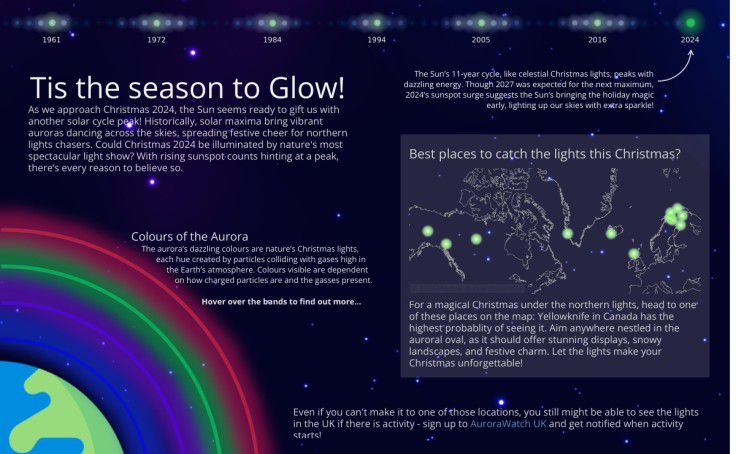 1961 1972 1984 1994 2005 2016 2024
Tis the season to Glow!
As we approach Christmas 2024, the Sun seems ready to gift us with
another solar cycle peak! Historically, solar maxima bring vibrant
auroras dancing across the skies, spreading festive cheer for northern
lights chasers. Could Christmas 2024 be illuminated by nature's most
spectacular light show? With rising sunspot counts hinting at a peak,
there's every reason to believe so.
The Sun's 11-year cycle, like celestial Christmas lights, peaks with
dazzling energy. Though 2027 was expected for the next maximum,
2024's sunspot surge suggests the Sun's bringing the holiday magic
early, lighting up our skies with extra sparkle!
Best places to catch the lights this Christmas?
For a magical Christmas under the northern lights, head to one
of these places on the map: Yellowknife in Canada has the
highest probablity of seeing it. Aim anywhere nestled in the
auroral oval, as it should offer stunning displays, snowy
landscapes, and festive charm. Let the lights make your
Christmas unforgettable!
Colours of the Aurora
The aurora's dazzling colours are nature's Christmas lights,
each hue created by particles colliding with gases high in
the Earth's atmosphere. Colours visible are dependent
on how charged particles are and the gasses present.
Hover over the bands to find out more...
Even if you can't make it to one of those locations, you still might be able to see the lights
in the UK if there is activity - sign up to AuroraWatch UK and get notified when activity
starts!